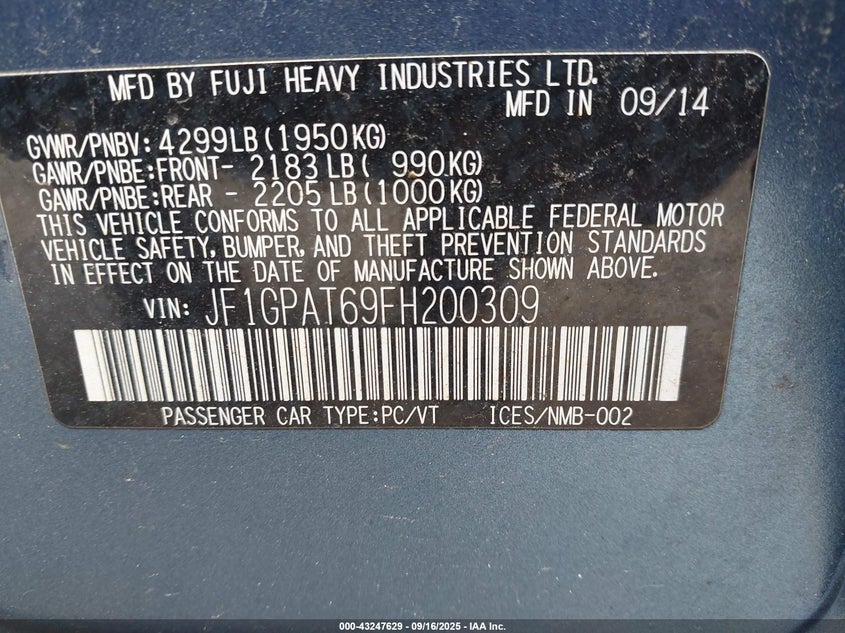 MFD BY FUJI HEAVY INDUSTRIES LTD.
MFD IN 09/14
GVWR/PNBV: 4299LB(1950KG)
GAWR/PNBE:FRONT- 2183LB( 990KG)
GAWR/PNBE:REAR - 2205LB(1000KG)
THIS VEHICLE CONFORMS TO ALL APPLICABLE FEDERAL MOTOR
VEHICLE SAFETY, BUMPER, AND THEFT PREVENTION STANDARDS
IN EFFECT ON THE DATE OF MANUFACTURE SHOWN ABOVE.
VIN: JF1GPAT69FH200309
PASSENGER CAR TYPE:PC/VT ICES/NMB-002
000-43247629 - 09/16/2025 - IAA Inc.